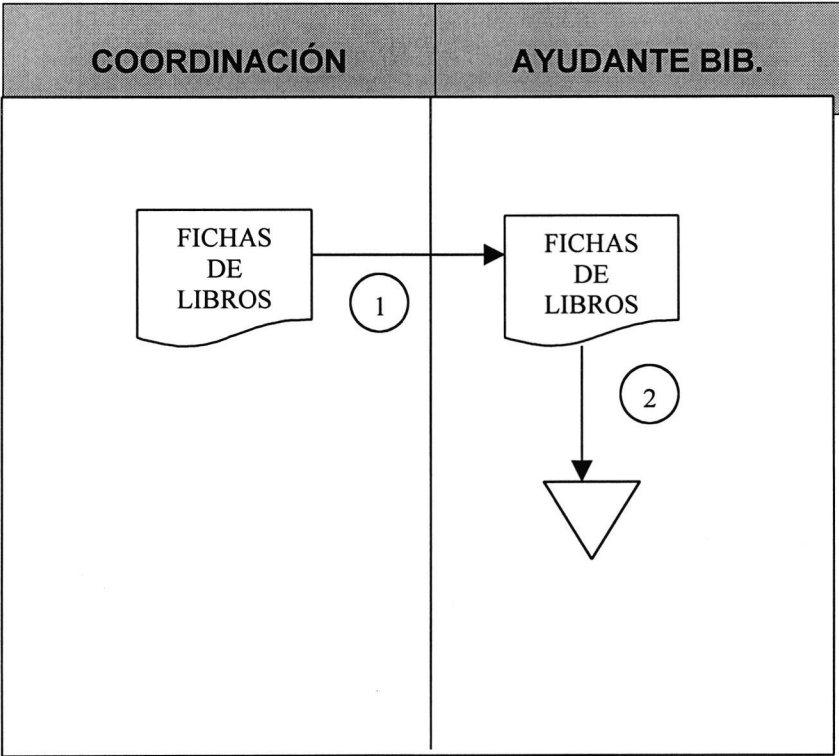 COORDINACIÓN
AYUDANTE BIB.
FICHAS
DE
LIBROS
1
FICHAS
DE
LIBROS
2